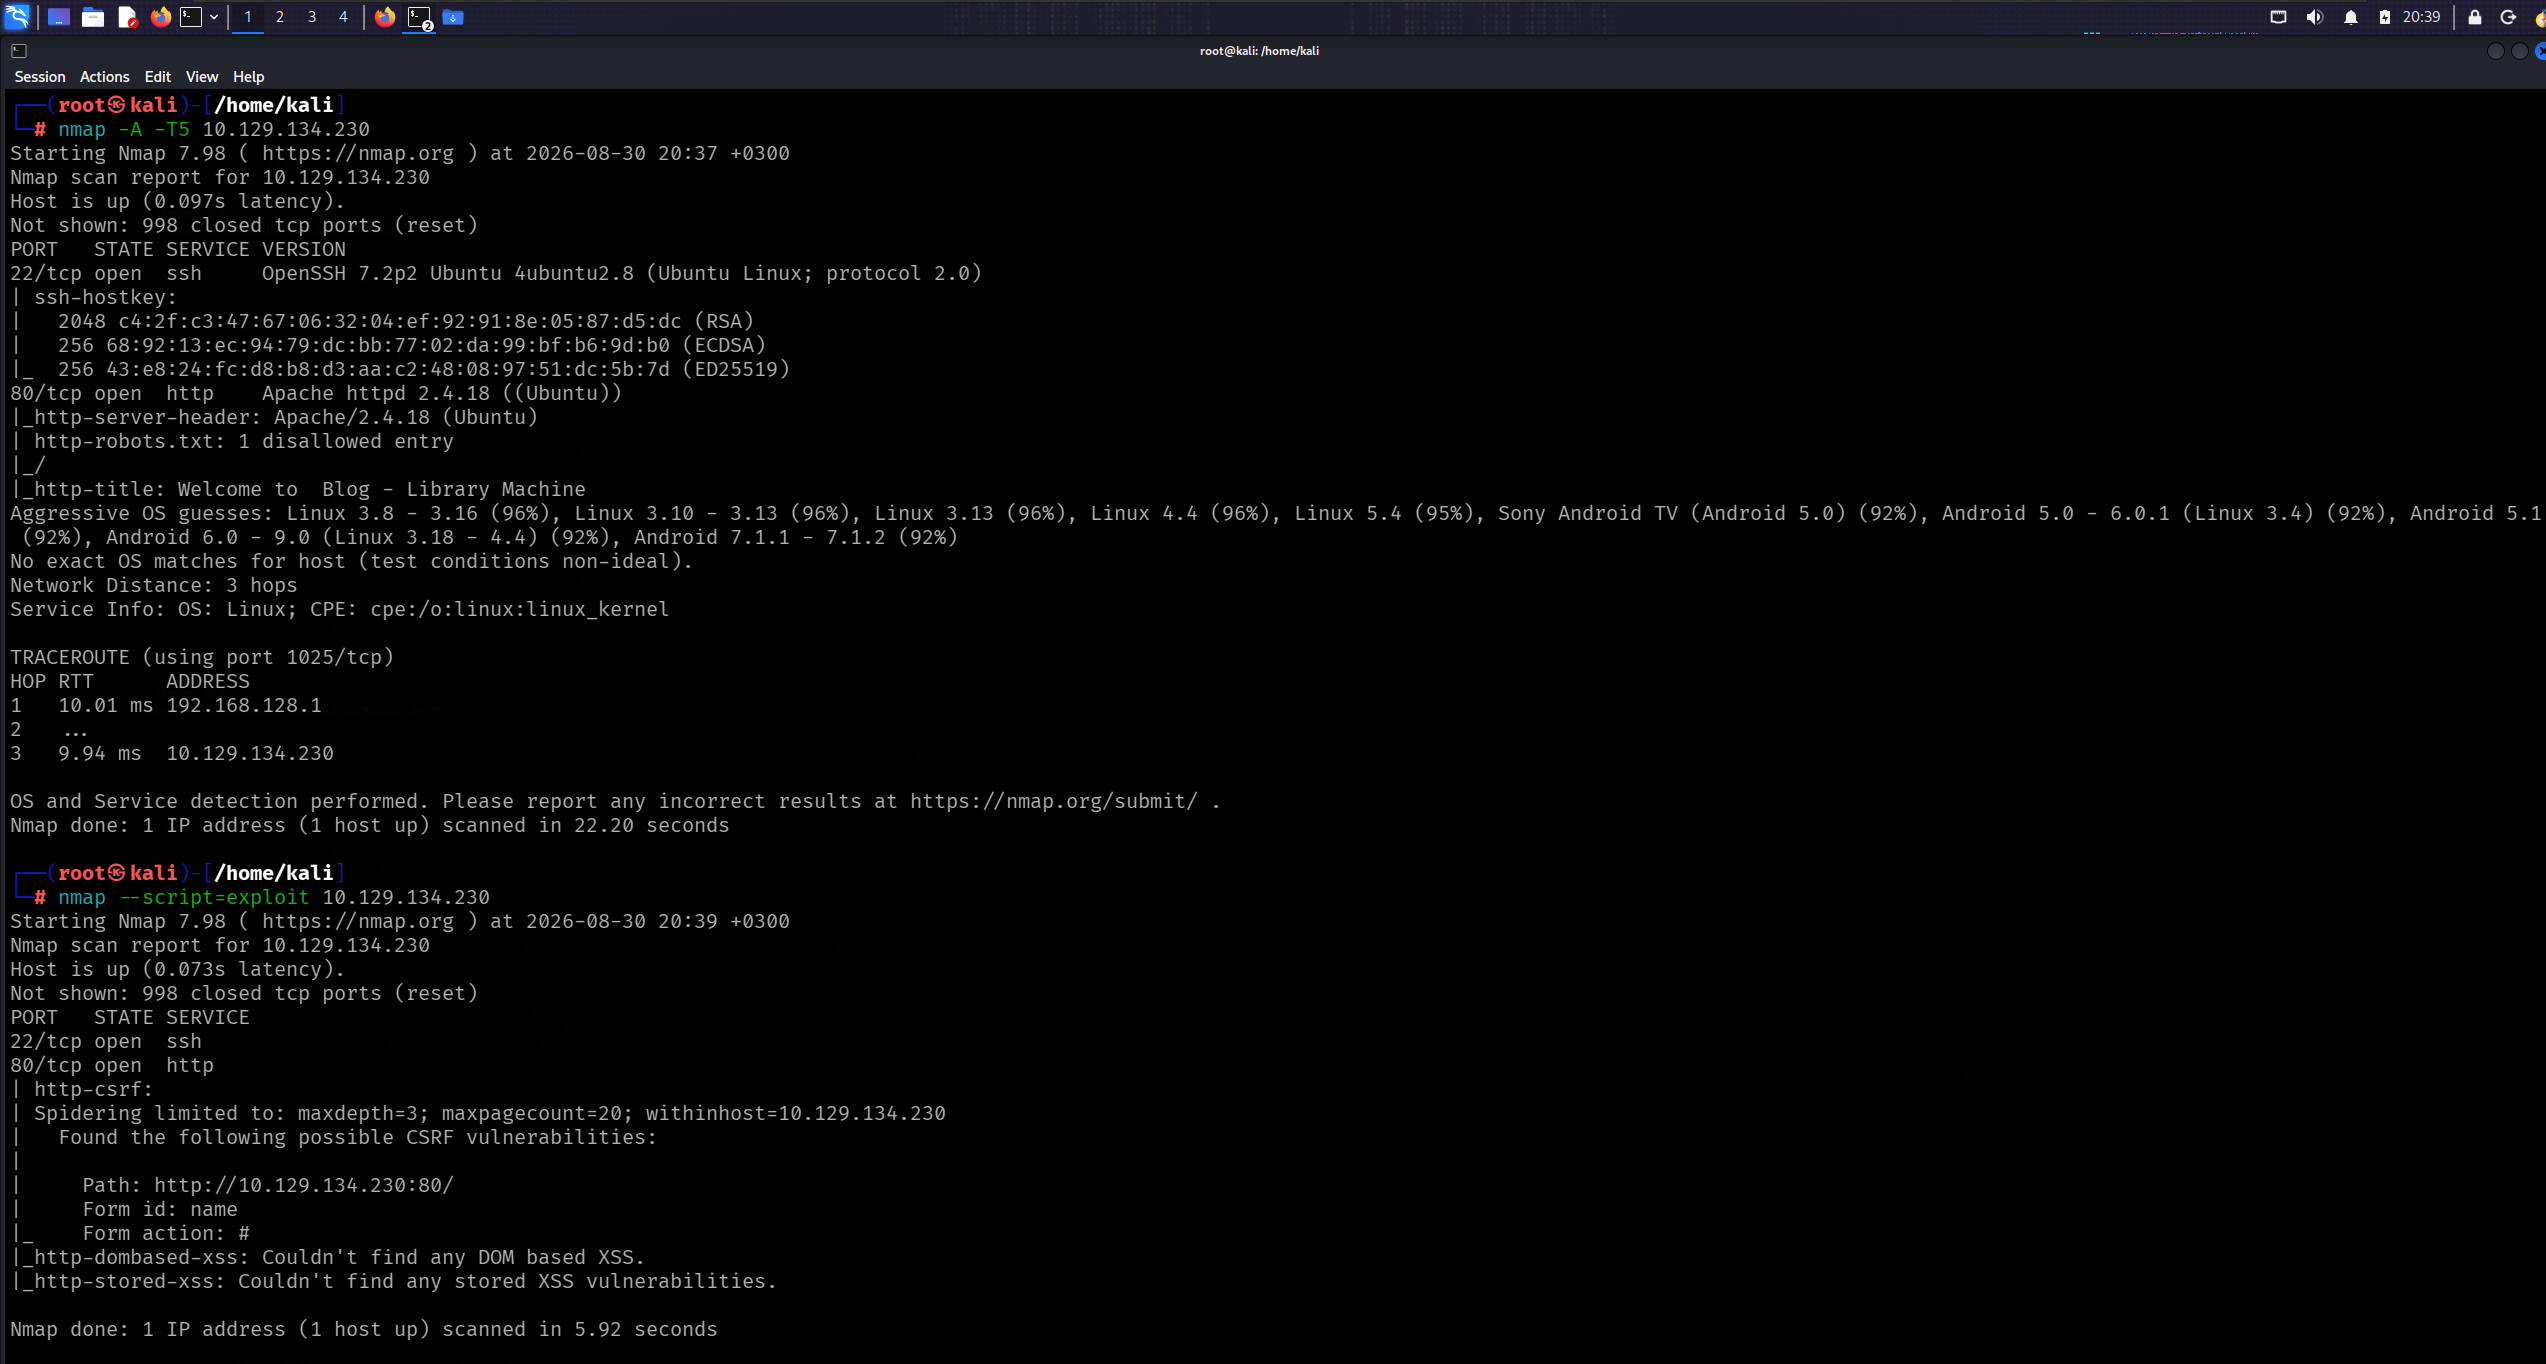 1 2 3 4 2 20:39
root@kali: /home/kali
Session Actions Edit View Help
┌──(root㉿kali)-[/home/kali]
└─# nmap -A -T5 10.129.134.230
Starting Nmap 7.98 ( https://nmap.org ) at 2026-08-30 20:37 +0300
Nmap scan report for 10.129.134.230
Host is up (0.097s latency).
Not shown: 998 closed tcp ports (reset)
PORT   STATE SERVICE VERSION
22/tcp open  ssh     OpenSSH 7.2p2 Ubuntu 4ubuntu2.8 (Ubuntu Linux; protocol 2.0)
| ssh-hostkey:
|   2048 c4:2f:c3:47:67:06:32:04:ef:92:91:8e:05:87:d5:dc (RSA)
|   256 68:92:13:ec:94:79:dc:bb:77:02:da:99:bf:b6:9d:b0 (ECDSA)
|_  256 43:e8:24:fc:d8:b8:d3:aa:c2:48:08:97:51:dc:5b:7d (ED25519)
80/tcp open  http    Apache httpd 2.4.18 ((Ubuntu))
|_http-server-header: Apache/2.4.18 (Ubuntu)
| http-robots.txt: 1 disallowed entry
|_/
|_http-title: Welcome to  Blog - Library Machine
Aggressive OS guesses: Linux 3.8 - 3.16 (96%), Linux 3.10 - 3.13 (96%), Linux 3.13 (96%), Linux 4.4 (96%), Linux 5.4 (95%), Sony Android TV (Android 5.0) (92%), Android 5.0 - 6.0.1 (Linux 3.4) (92%), Android 5.1
(92%), Android 6.0 - 9.0 (Linux 3.18 - 4.4) (92%), Android 7.1.1 - 7.1.2 (92%)
No exact OS matches for host (test conditions non-ideal).
Network Distance: 3 hops
Service Info: OS: Linux; CPE: cpe:/o:linux:linux_kernel
TRACEROUTE (using port 1025/tcp)
HOP RTT      ADDRESS
1   10.01 ms 192.168.128.1
2   ...
3   9.94 ms  10.129.134.230
OS and Service detection performed. Please report any incorrect results at https://nmap.org/submit/ .
Nmap done: 1 IP address (1 host up) scanned in 22.20 seconds
┌──(root㉿kali)-[/home/kali]
└─# nmap --script=exploit 10.129.134.230
Starting Nmap 7.98 ( https://nmap.org ) at 2026-08-30 20:39 +0300
Nmap scan report for 10.129.134.230
Host is up (0.073s latency).
Not shown: 998 closed tcp ports (reset)
PORT   STATE SERVICE
22/tcp open  ssh
80/tcp open  http
| http-csrf:
| Spidering limited to: maxdepth=3; maxpagecount=20; withinhost=10.129.134.230
|   Found the following possible CSRF vulnerabilities:
|
|     Path: http://10.129.134.230:80/
|     Form id: name
|_    Form action: #
|_http-dombased-xss: Couldn't find any DOM based XSS.
|_http-stored-xss: Couldn't find any stored XSS vulnerabilities.
Nmap done: 1 IP address (1 host up) scanned in 5.92 seconds